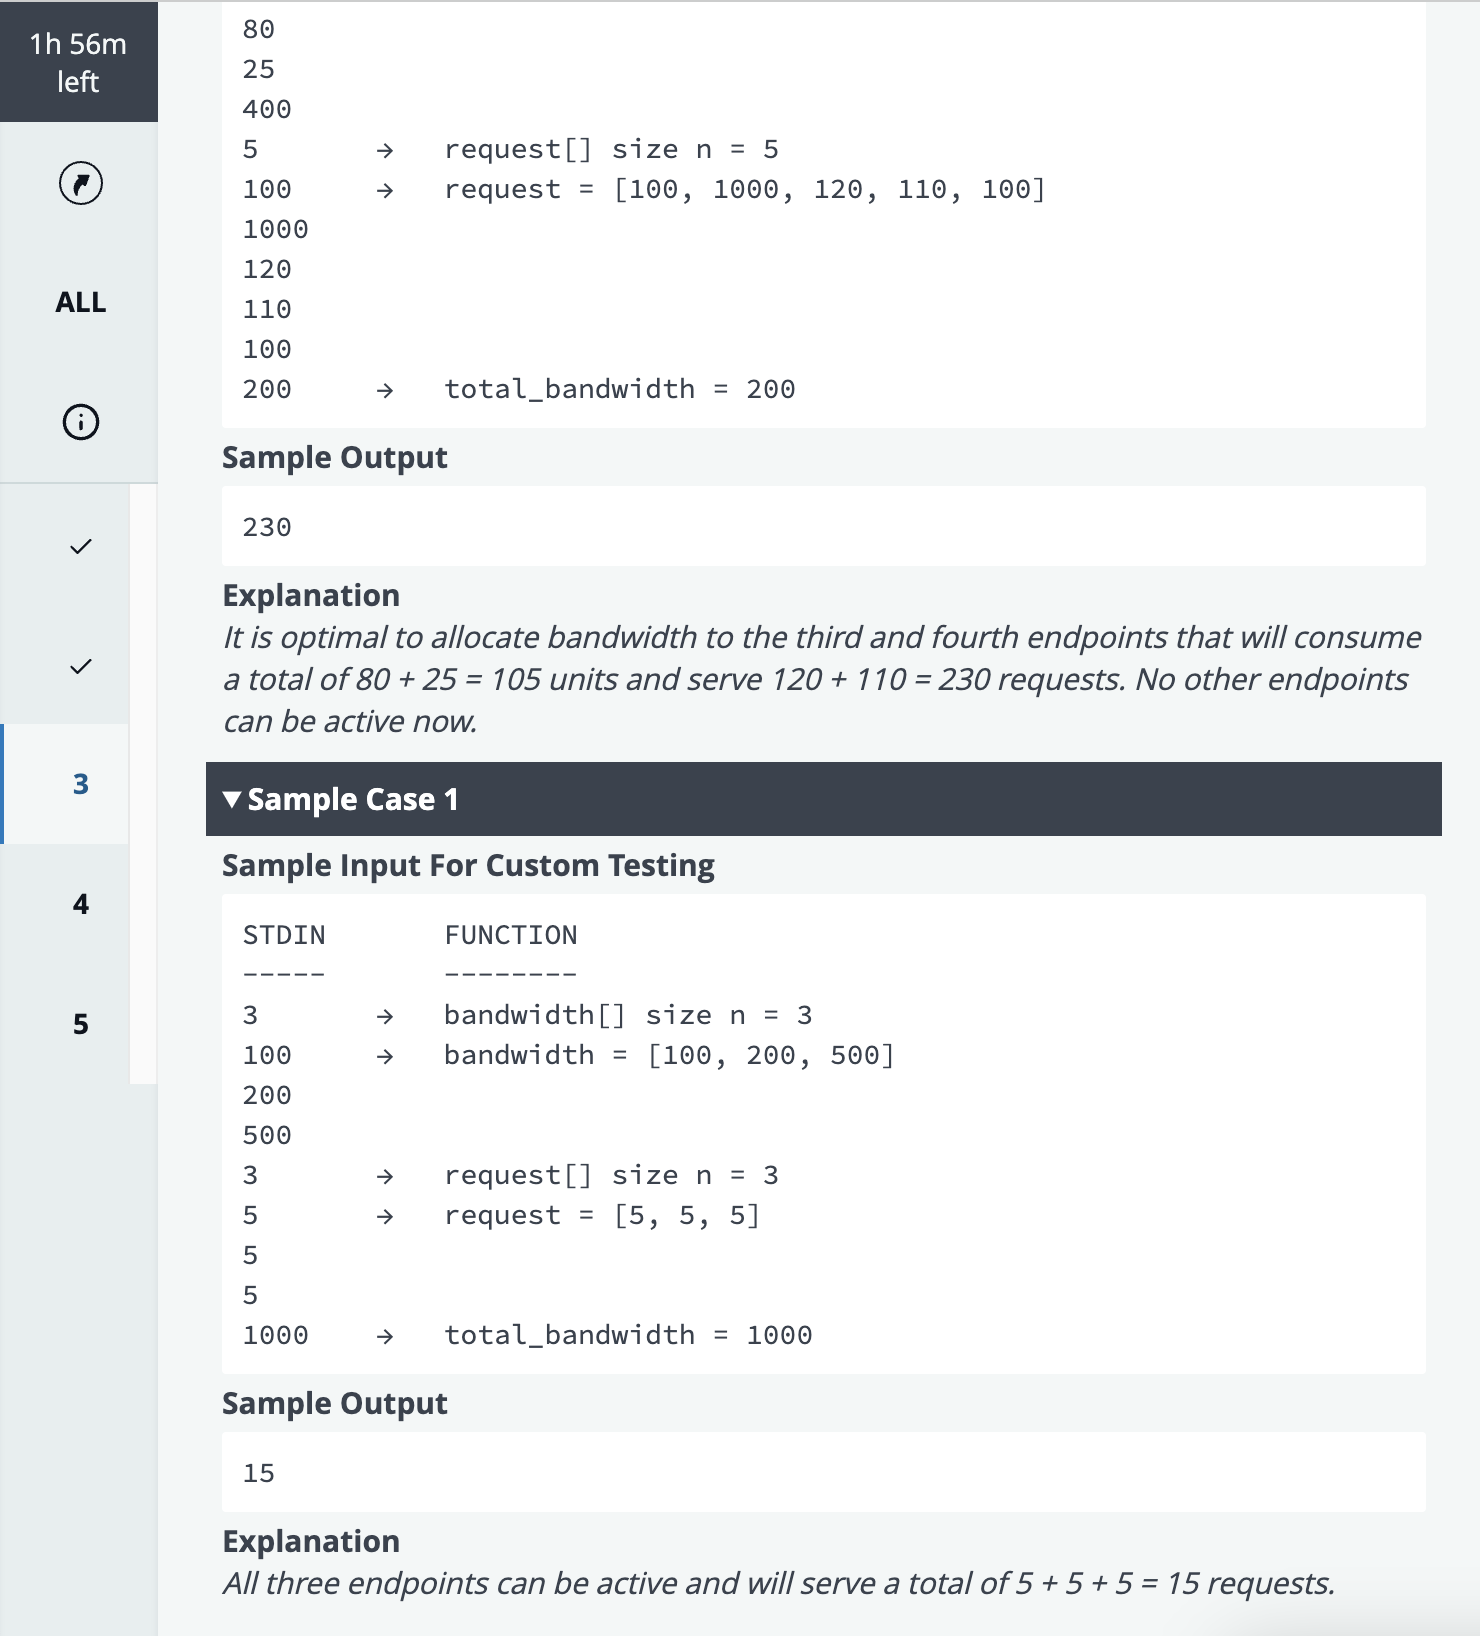 1h 56m
left
ALL
3
4
5
80
25
400
5 → request[] size n = 5
100 → request = [100, 1000, 120, 110, 100]
1000
120
110
100
200 → total_bandwidth = 200
Sample Output
230
Explanation
It is optimal to allocate bandwidth to the third and fourth endpoints that will consume
a total of 80 + 25 = 105 units and serve 120 + 110 = 230 requests. No other endpoints
can be active now.
▼ Sample Case 1
Sample Input For Custom Testing
STDIN FUNCTION
----- --------
3 → bandwidth[] size n = 3
100 → bandwidth = [100, 200, 500]
200
500
3 → request[] size n = 3
5 → request = [5, 5, 5]
5
5
1000 → total_bandwidth = 1000
Sample Output
15
Explanation
All three endpoints can be active and will serve a total of 5 + 5 + 5 = 15 requests.